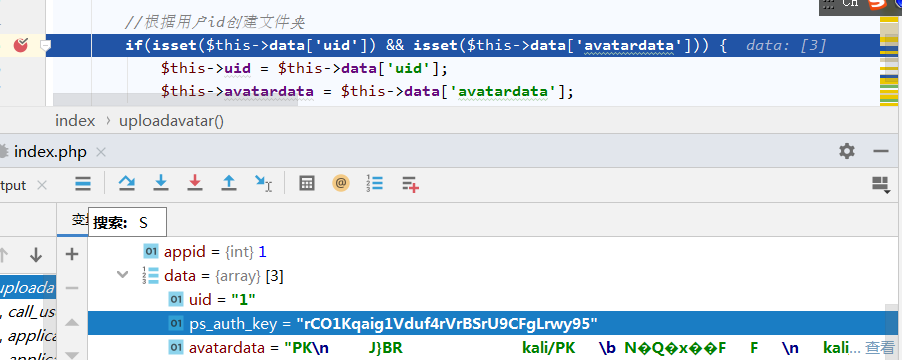 CH
//根据用户id创建文件夹
if(isset($this->data['uid']) && isset($this->data['avatardata'])) { data: [3]
$this->uid = $this->data['uid'];
$this->avatardata = $this->data['avatardata'];
index › uploadavatar()
index.php ×
tput ×
搜索: S
appid = {int} 1
data = {array} [3]
uid = "1"
uploada
ps_auth_key = "rCO1Kqaig1Vduf4rVrBSrU9CFgLrwy95"
, call_us
, applica
avatardata = "PK\n J}BR kali/PK \b N�Q�x��F F \n kali... 查看
, applica